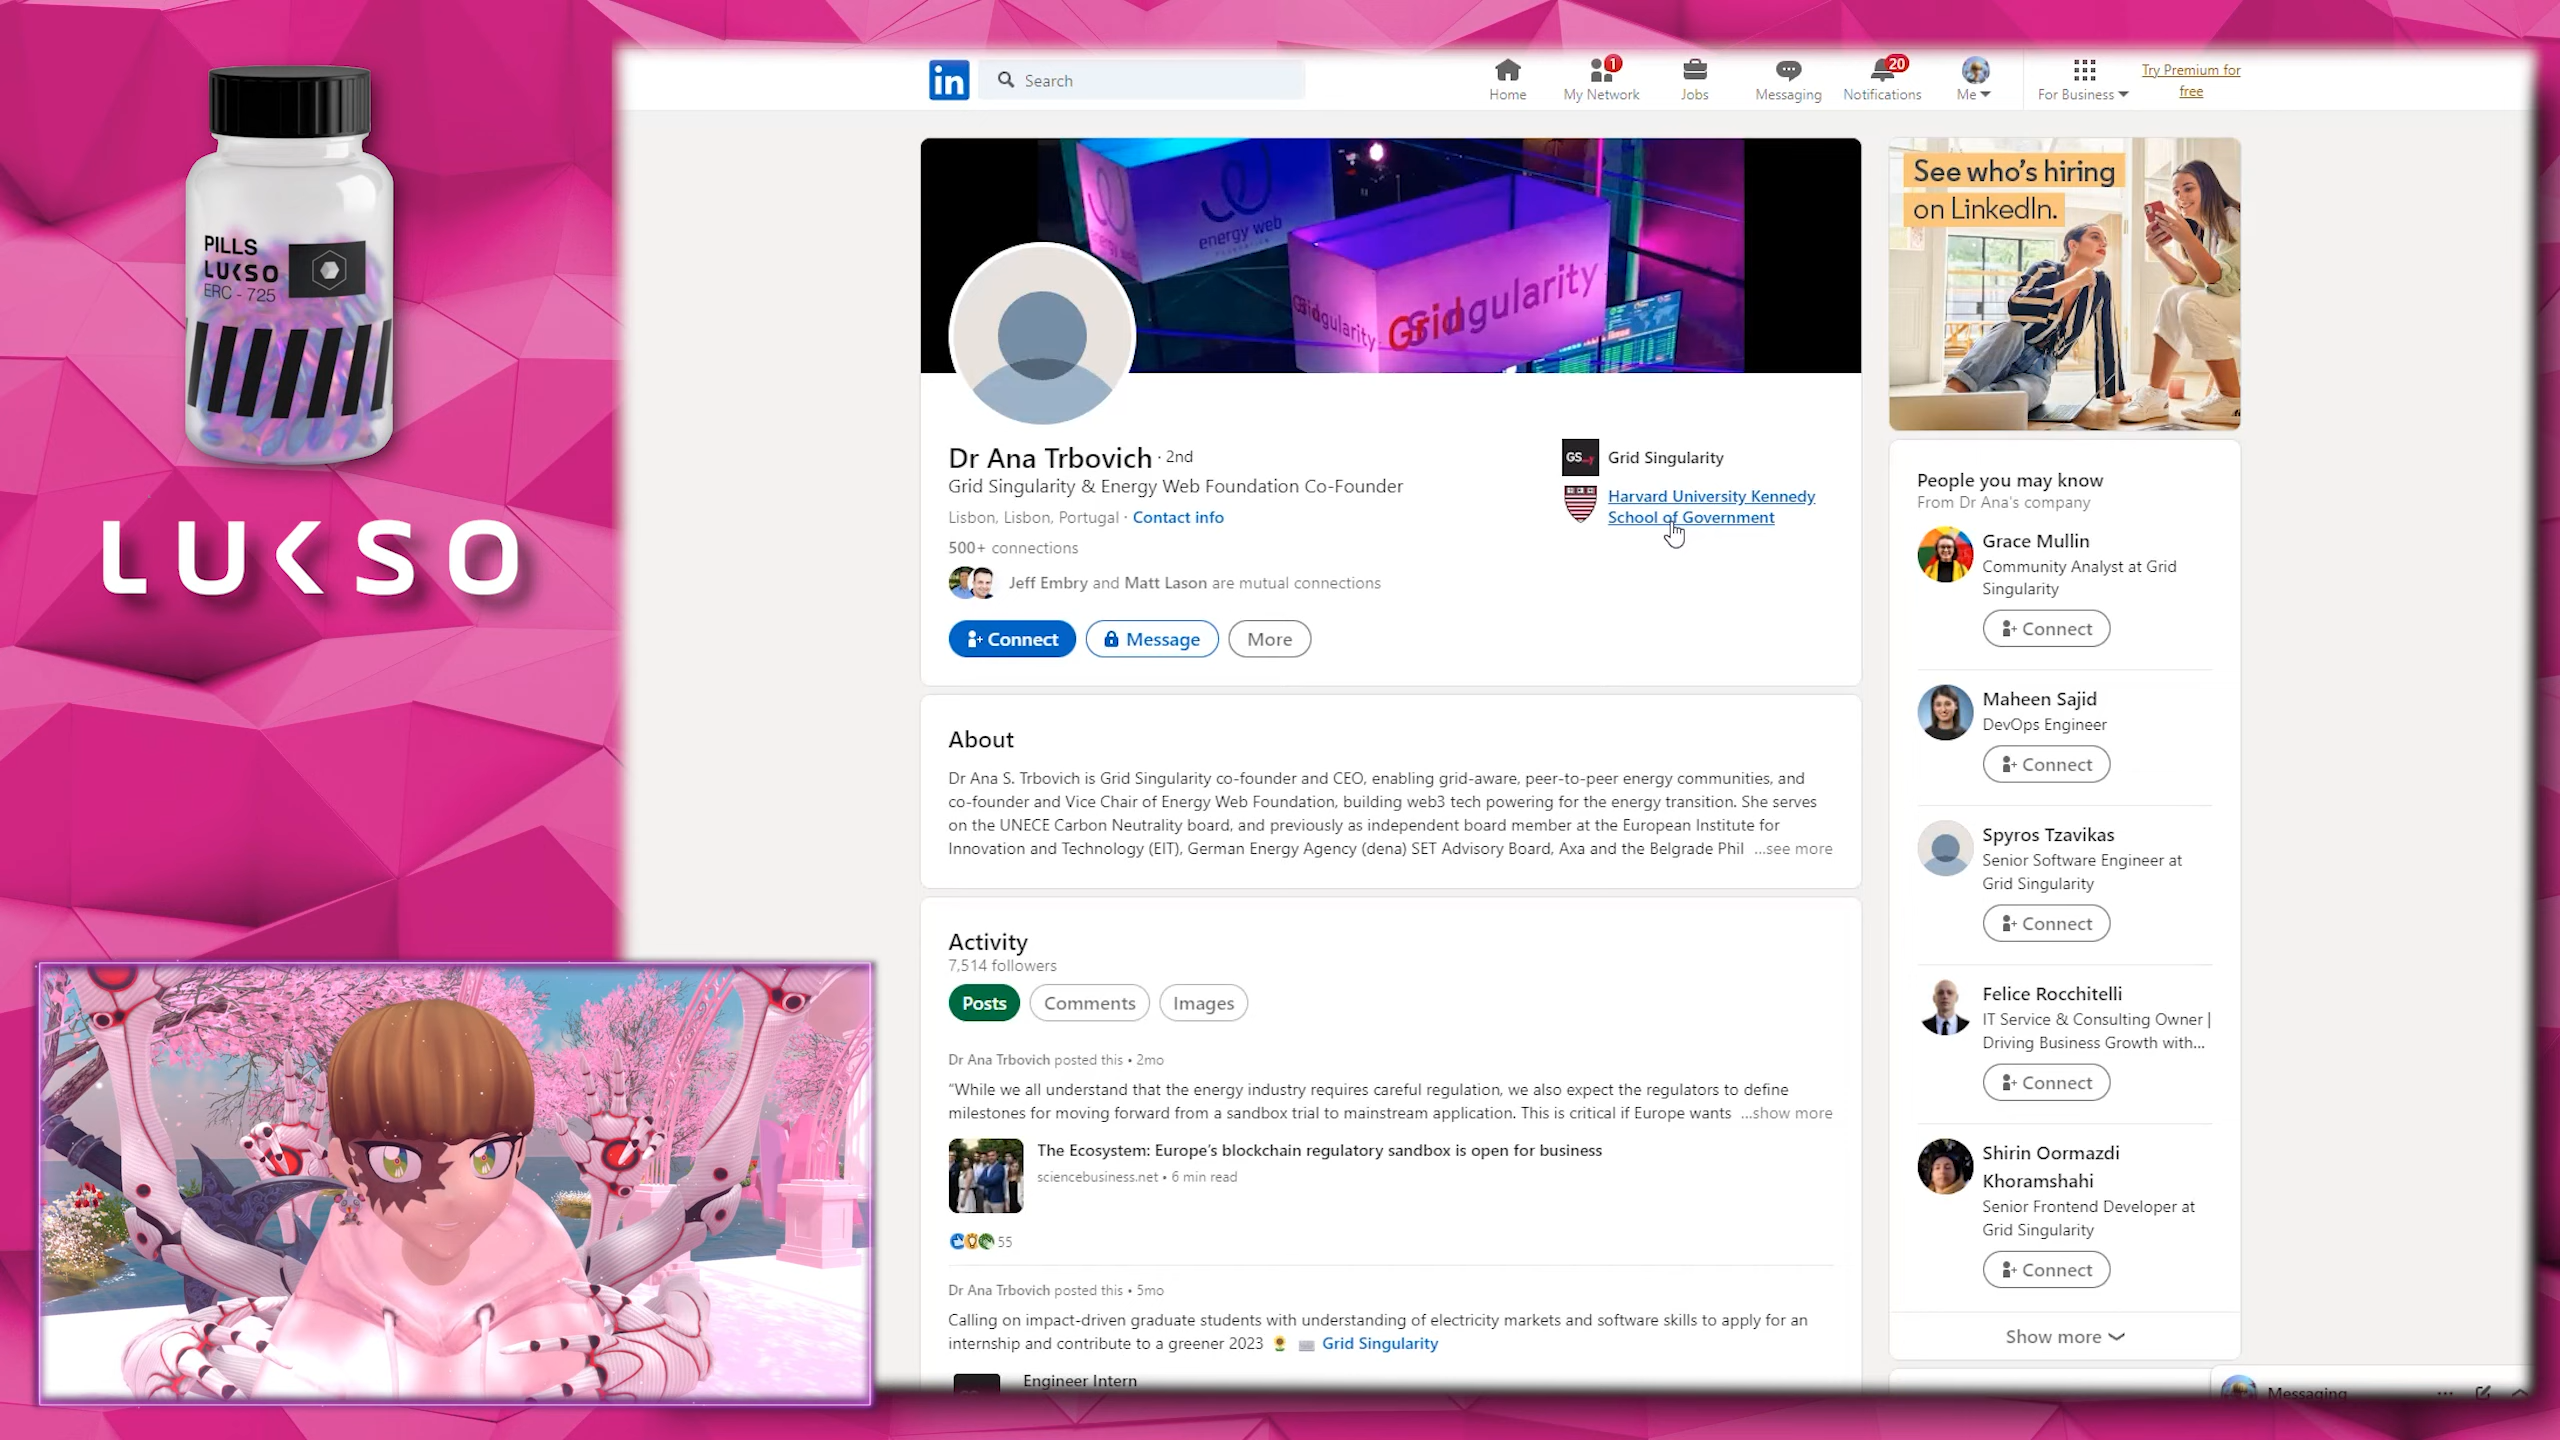 PILLS
LUKSO
ERC - 725
LUKSO
in
Search
1
20
Home
My Network
Jobs
Messaging
Notifications
Me
For Business
Try Premium for
free
energy web
Gridgularity
See who's hiring
on LinkedIn.
Dr Ana Trbovich · 2nd
Grid Singularity & Energy Web Foundation Co-Founder
Lisbon, Lisbon, Portugal · Contact info
500+ connections
Jeff Embry and Matt Lason are mutual connections
Connect
Message
More
GS
Grid Singularity
Harvard University Kennedy
School of Government
About
Dr Ana S. Trbovich is Grid Singularity co-founder and CEO, enabling grid-aware, peer-to-peer energy communities, and
co-founder and Vice Chair of Energy Web Foundation, building web3 tech powering for the energy transition. She serves
on the UNECE Carbon Neutrality board, and previously as independent board member at the European Institute for
Innovation and Technology (EIT), German Energy Agency (dena) SET Advisory Board, Axa and the Belgrade Phil ...see more
Activity
7,514 followers
Posts
Comments
Images
Dr Ana Trbovich posted this • 2mo
“While we all understand that the energy industry requires careful regulation, we also expect the regulators to define
milestones for moving forward from a sandbox trial to mainstream application. This is critical if Europe wants ...show more
The Ecosystem: Europe’s blockchain regulatory sandbox is open for business
sciencebusiness.net • 6 min read
55
Dr Ana Trbovich posted this • 5mo
Calling on impact-driven graduate students with understanding of electricity markets and software skills to apply for an
internship and contribute to a greener 2023 🌻 Grid Singularity
Engineer Intern
People you may know
From Dr Ana's company
Grace Mullin
Community Analyst at Grid
Singularity
Connect
Maheen Sajid
DevOps Engineer
Connect
Spyros Tzavikas
Senior Software Engineer at
Grid Singularity
Connect
Felice Rocchitelli
IT Service & Consulting Owner |
Driving Business Growth with...
Connect
Shirin Oormazdi
Khoramshahi
Senior Frontend Developer at
Grid Singularity
Connect
Show more
Messaging